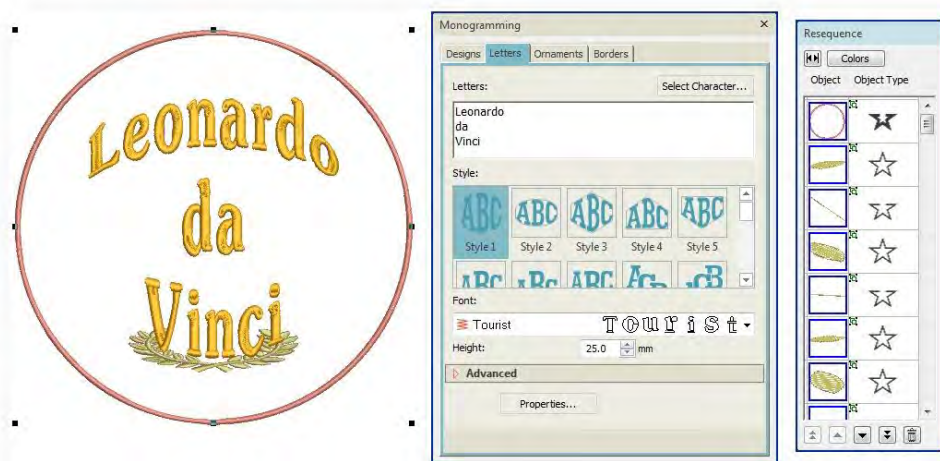 Leonardo
da
Vinci
Monogramming
Designs Letters Ornaments Borders
Letters:
Select Character...
Leonardo
da
Vinci
Style:
ABC ABC ABC ABC ABC
Style 1 Style 2 Style 3 Style 4 Style 5
Font:
Tourist Tourist
Height: 25.0 mm
Advanced
Properties...
Resequence
Colors
Object Object Type